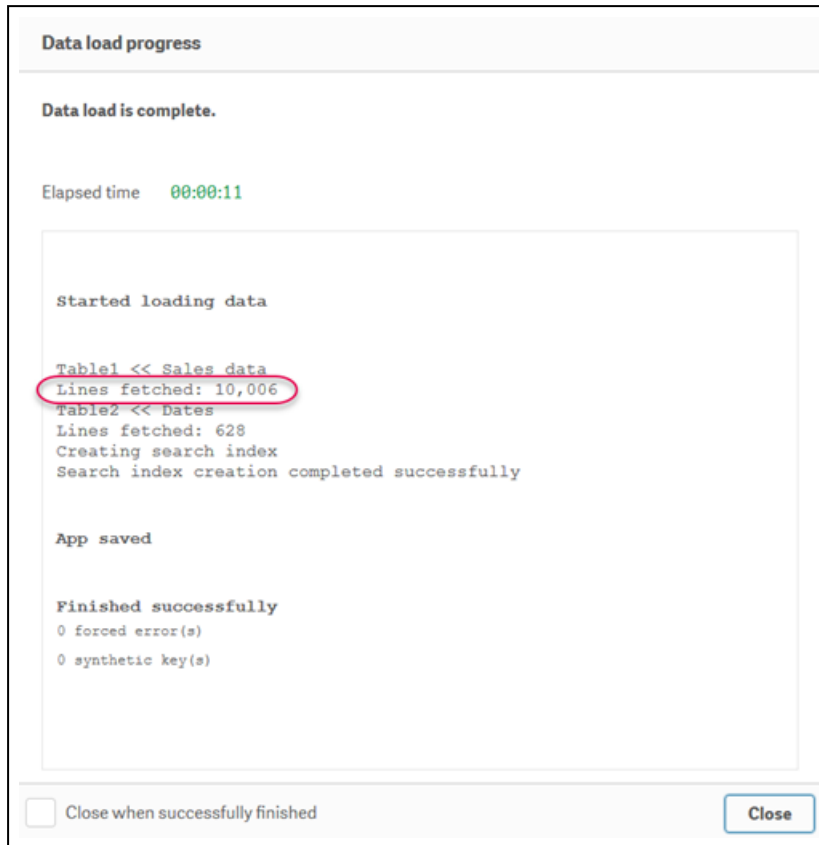 Data load progress
Data load is complete.
Elapsed time 00:00:11
Started loading data
Table1 << Sales data
Lines fetched: 10,006
Table2 << Dates
Lines fetched: 628
Creating search index
Search index creation completed successfully
App saved
Finished successfully
0 forced error(s)
0 synthetic key(s)
Close when successfully finished
Close